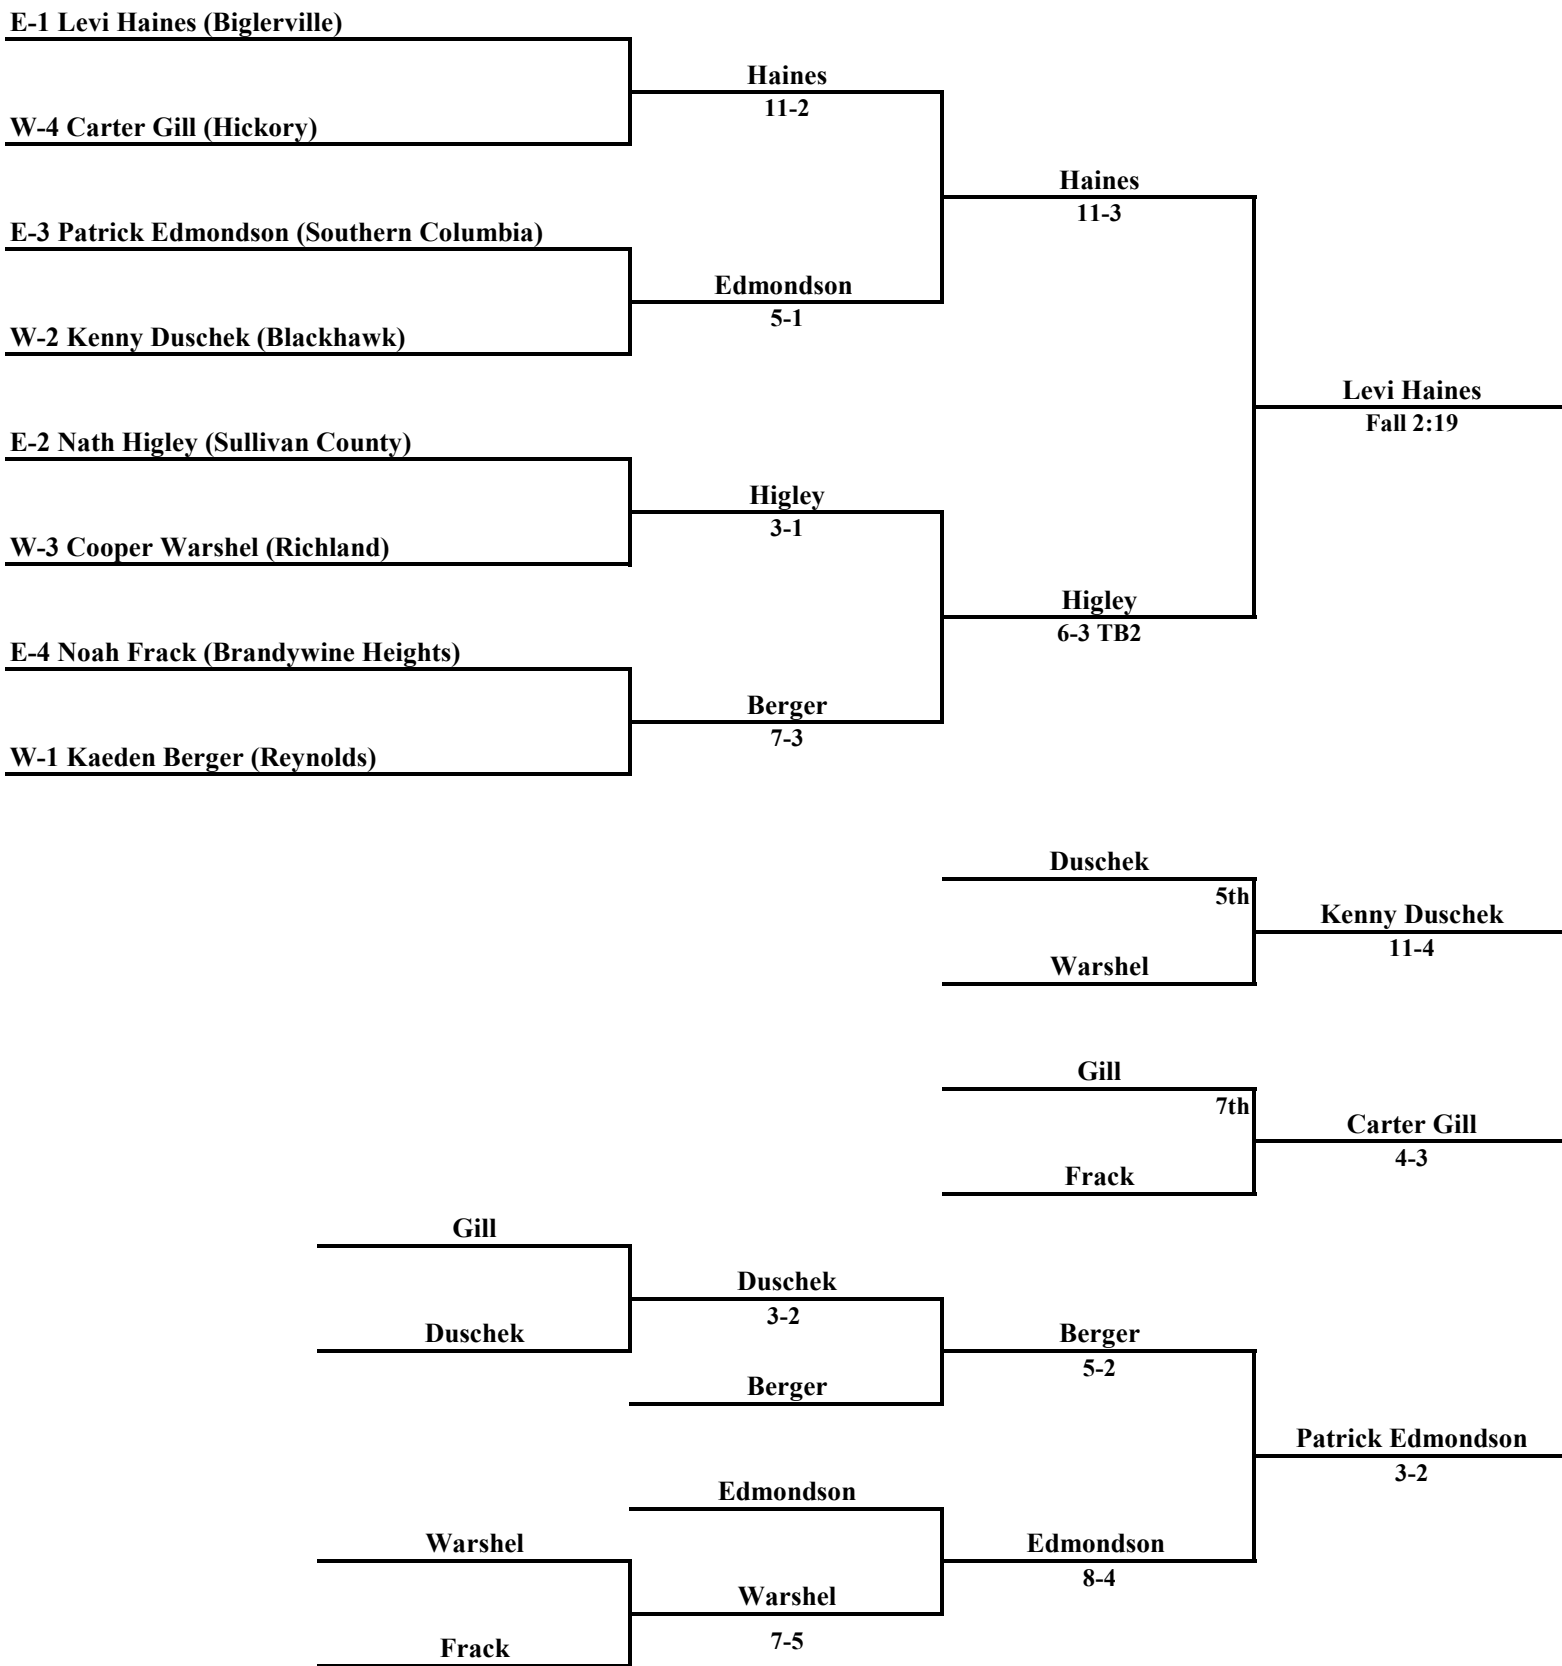 E-1 Levi Haines (Biglerville)
Haines
11-2
W-4 Carter Gill (Hickory)
Haines
11-3
E-3 Patrick Edmondson (Southern Columbia)
Edmondson
5-1
W-2 Kenny Duschek (Blackhawk)
Levi Haines
Fall 2:19
E-2 Nath Higley (Sullivan County)
Higley
3-1
W-3 Cooper Warshel (Richland)
Higley
6-3 TB2
E-4 Noah Frack (Brandywine Heights)
Berger
7-3
W-1 Kaeden Berger (Reynolds)
Duschek
5th
Kenny Duschek
11-4
Warshel
Gill
7th
Carter Gill
4-3
Frack
Gill
Duschek
3-2
Duschek
Berger
5-2
Berger
Patrick Edmondson
3-2
Edmondson
Warshel
Edmondson
8-4
Warshel
7-5
Frack